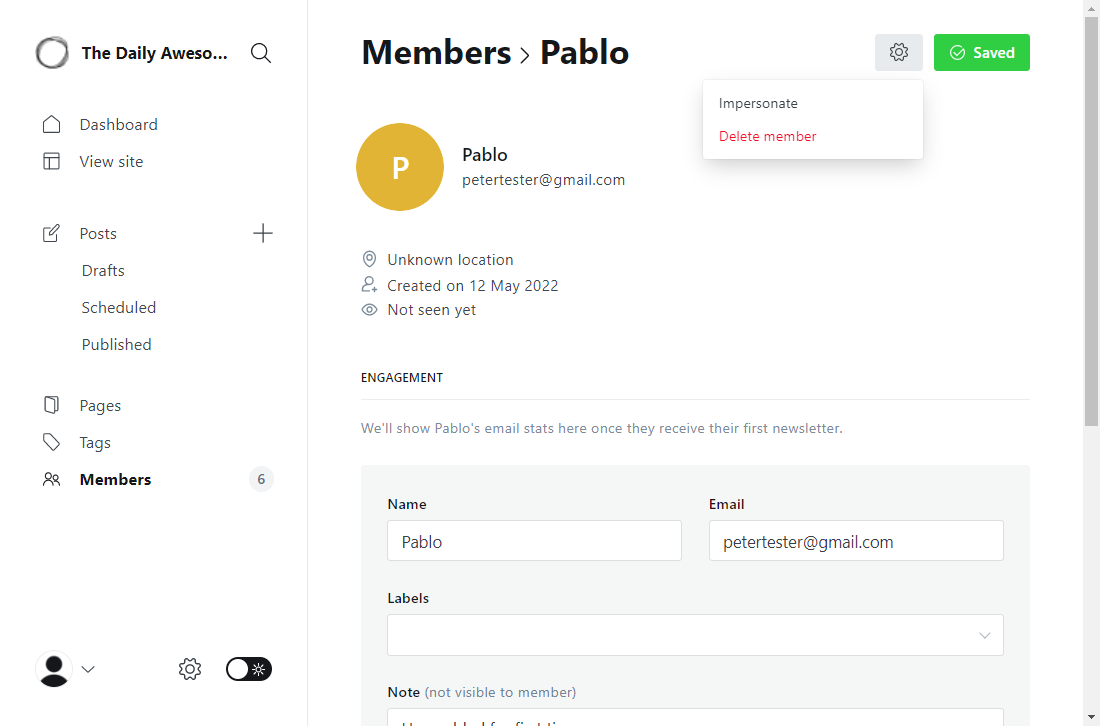 The Daily Aweso...
Dashboard
View site
Posts
Drafts
Scheduled
Published
Pages
Tags
Members
6
Members
Pablo
Saved
Impersonate
Delete member
P
Pablo
petertester@gmail.com
Unknown location
Created on 12 May 2022
Not seen yet
ENGAGEMENT
We'll show Pablo's email stats here once they receive their first newsletter.
Name
Email
Pablo
petertester@gmail.com
Labels
Note (not visible to member)